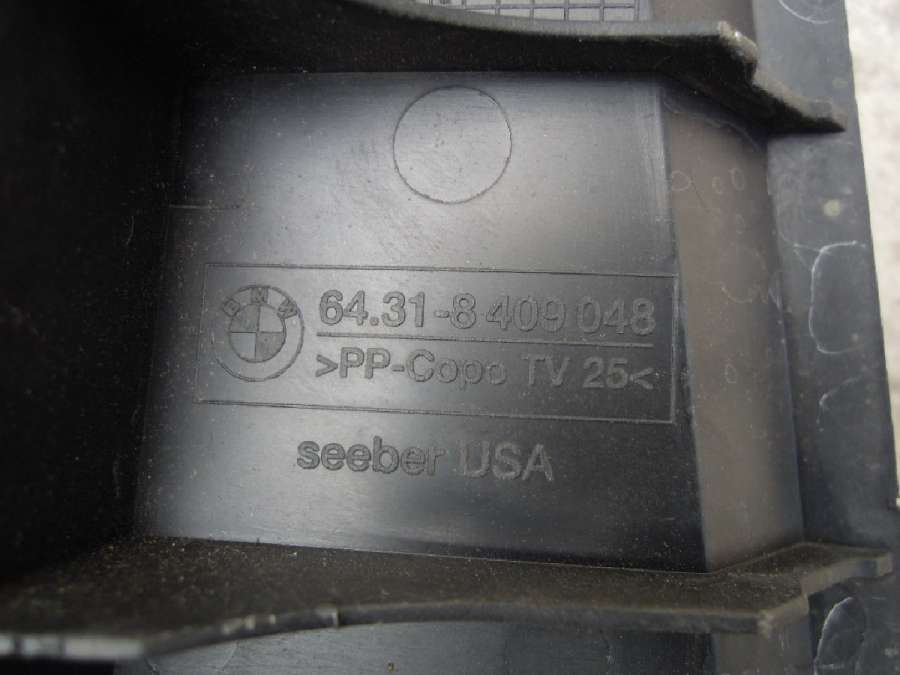 BMW
64.31-8 409 048
>PP-Copo TV 25<
seeber USA